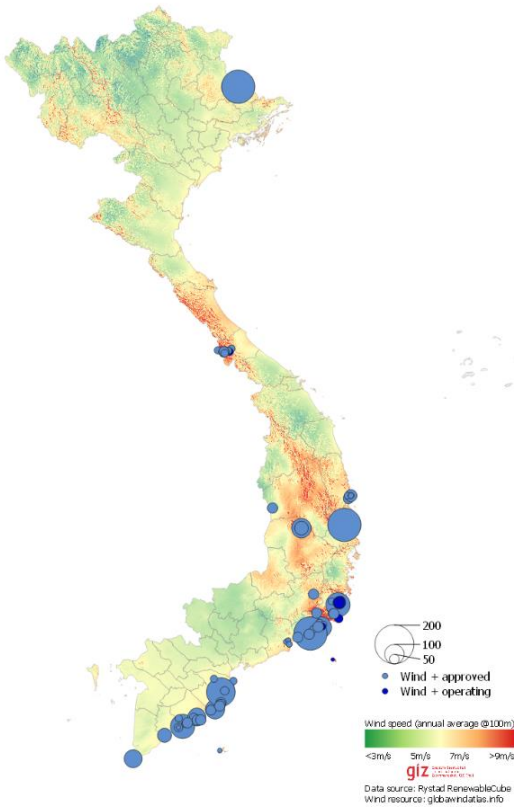 200
100
50
Wind + approved
Wind + operating
Wind speed (annual average @100m)
<3m/s 5m/s 7m/s >9m/s
giz
Data source: Rystad RenewableCube
Wind resource: globalwindatlas.info